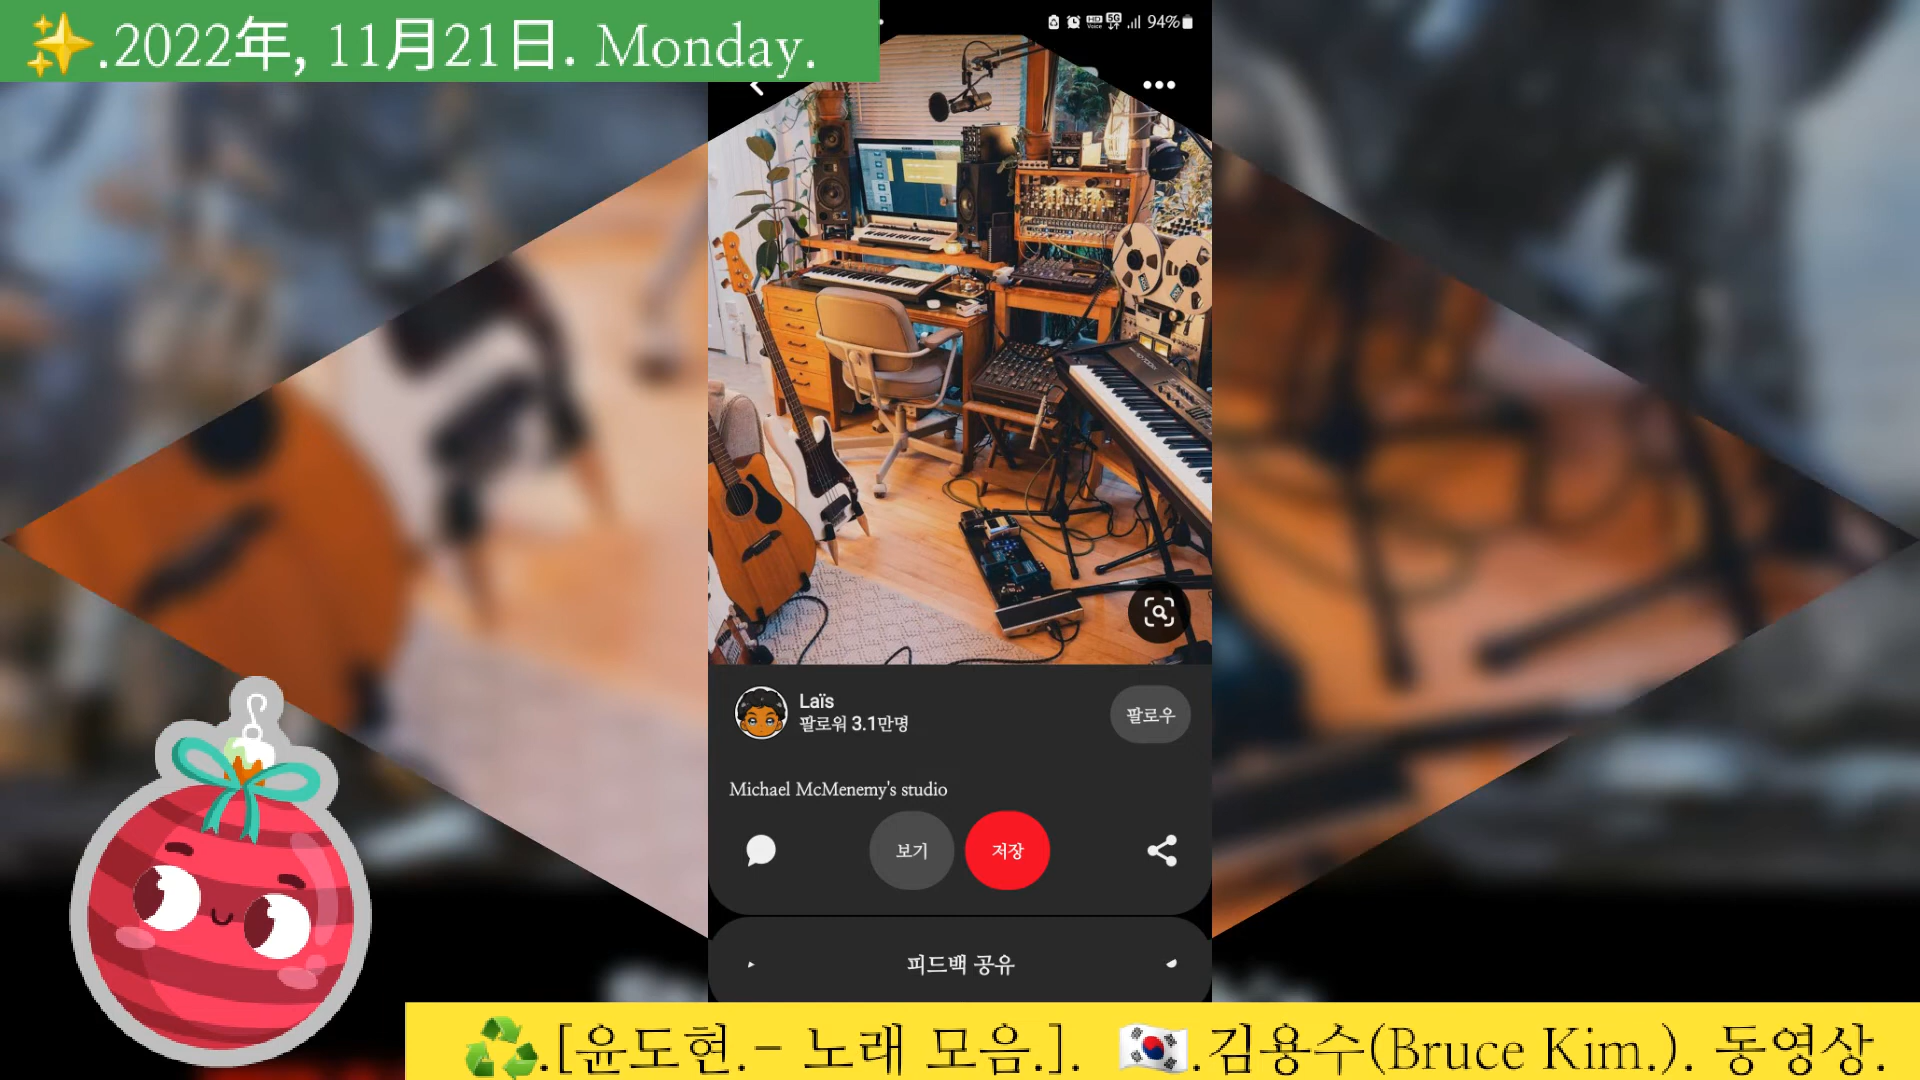 ✨.2022年, 11月21日. Monday.
94%
Laïs
팔로워 3.1만명
팔로우
Michael McMenemy's studio
보기
저장
피드백 공유
♻.[윤도현.- 노래 모음.]. 🇰🇷.김용수(Bruce Kim.). 동영상.